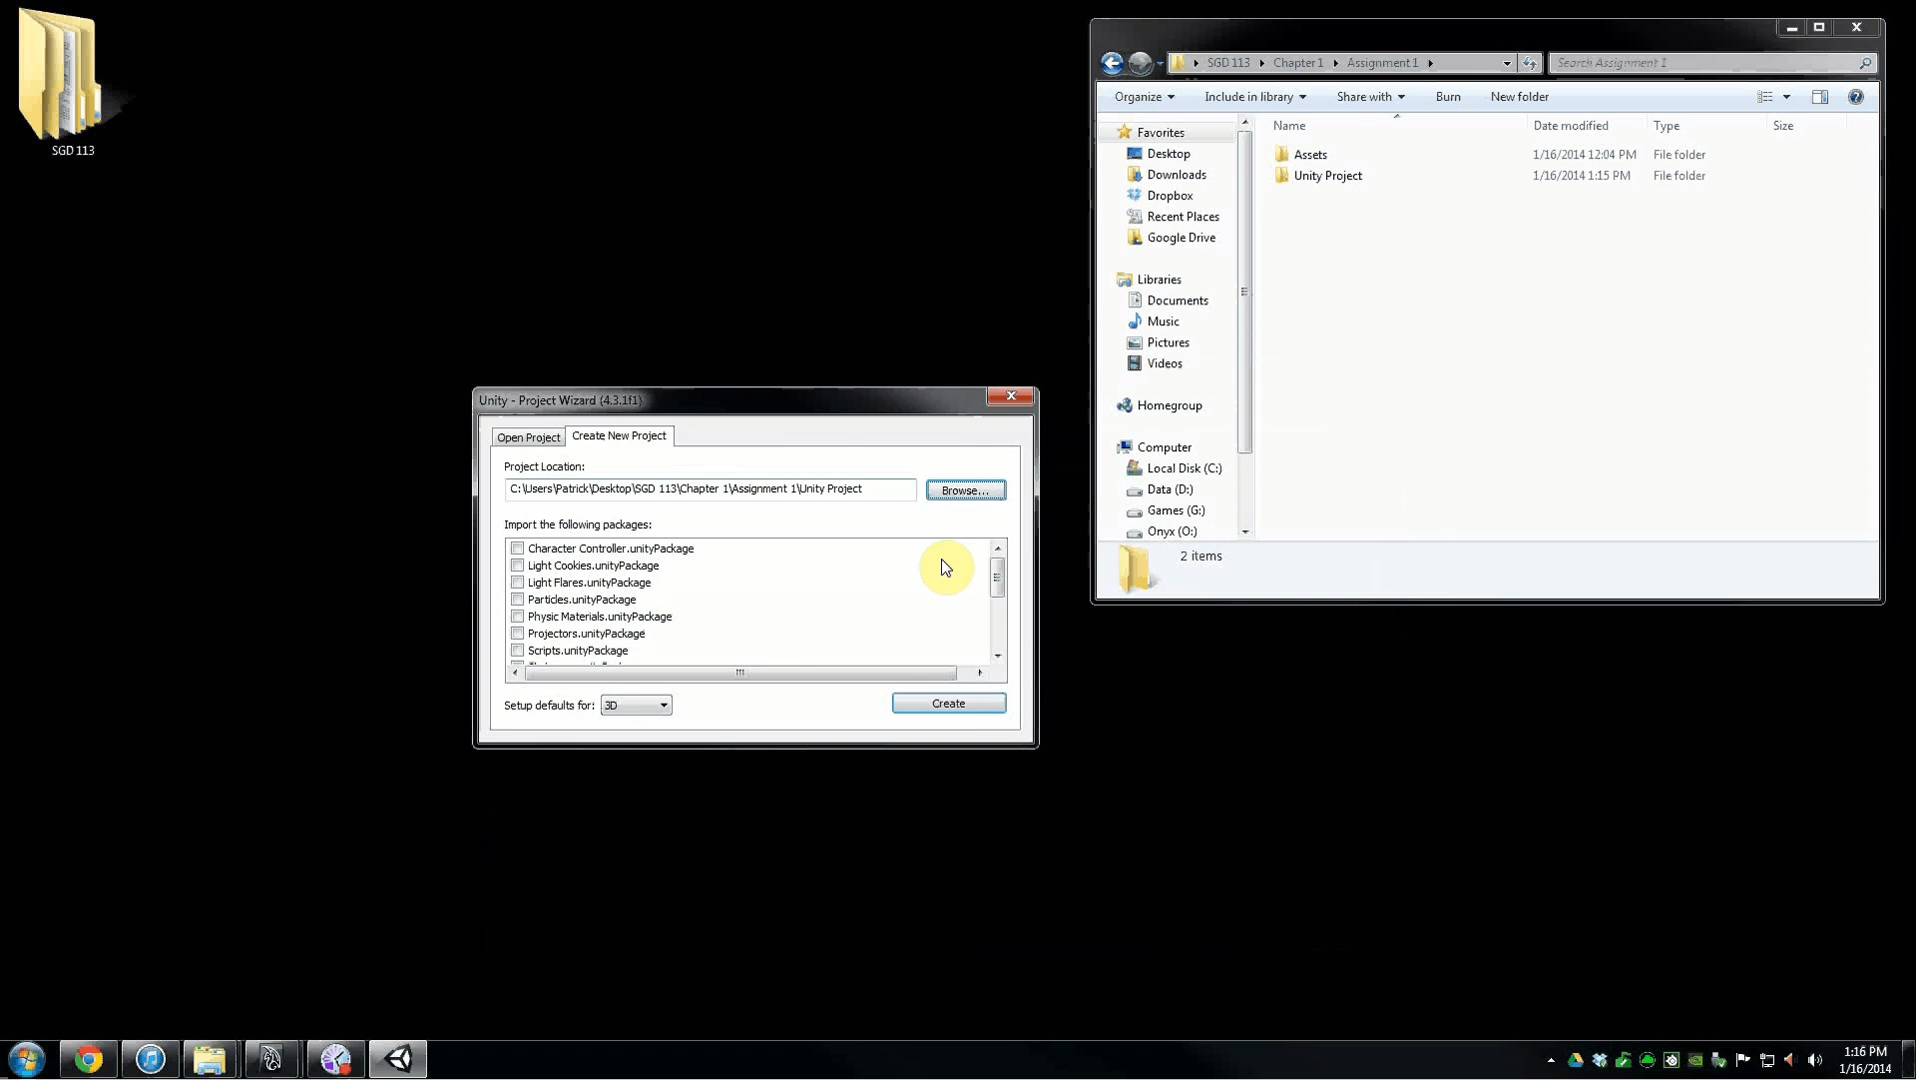 SGD 113
SGD 113 Chapter 1 Assignment 1
Search Assignment 1
Organize Include in library Share with Burn New folder
Favorites
Desktop
Downloads
Dropbox
Recent Places
Google Drive
Libraries
Documents
Music
Pictures
Videos
Homegroup
Computer
Local Disk (C:)
Data (D:)
Games (G:)
Onyx (O:)
Name Date modified Type Size
Assets 1/16/2014 12:04 PM File folder
Unity Project 1/16/2014 1:15 PM File folder
2 items
Unity - Project Wizard (4.3.1f1)
Open Project Create New Project
Project Location:
C:\Users\Patrick\Desktop\SGD 113\Chapter 1\Assignment 1\Unity Project Browse...
Import the following packages:
Character Controller.unityPackage
Light Cookies.unityPackage
Light Flares.unityPackage
Particles.unityPackage
Physic Materials.unityPackage
Projectors.unityPackage
Scripts.unityPackage
Setup defaults for: 3D Create
1:16 PM
1/16/2014